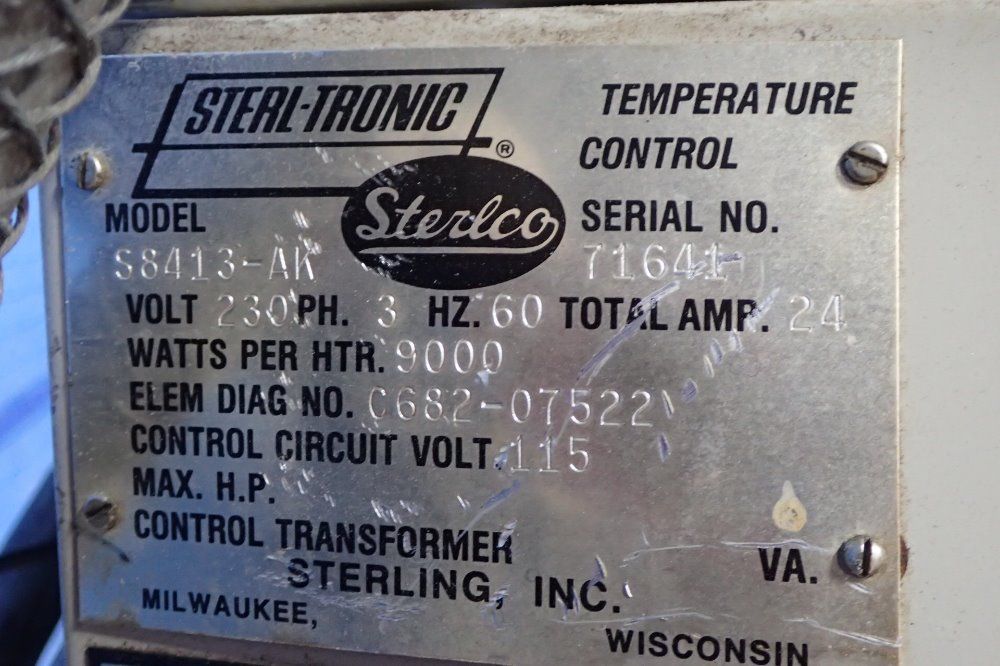 STERL-TRONIC ®
TEMPERATURE
CONTROL
Sterlco
MODEL
S8413-AK
SERIAL NO.
71641
VOLT 230 PH. 3 HZ. 60 TOTAL AMP. 24
WATTS PER HTR. 9000
ELEM DIAG NO. C682-07522
CONTROL CIRCUIT VOLT. 115
MAX. H.P.
CONTROL TRANSFORMER VA.
STERLING, INC.
MILWAUKEE, WISCONSIN